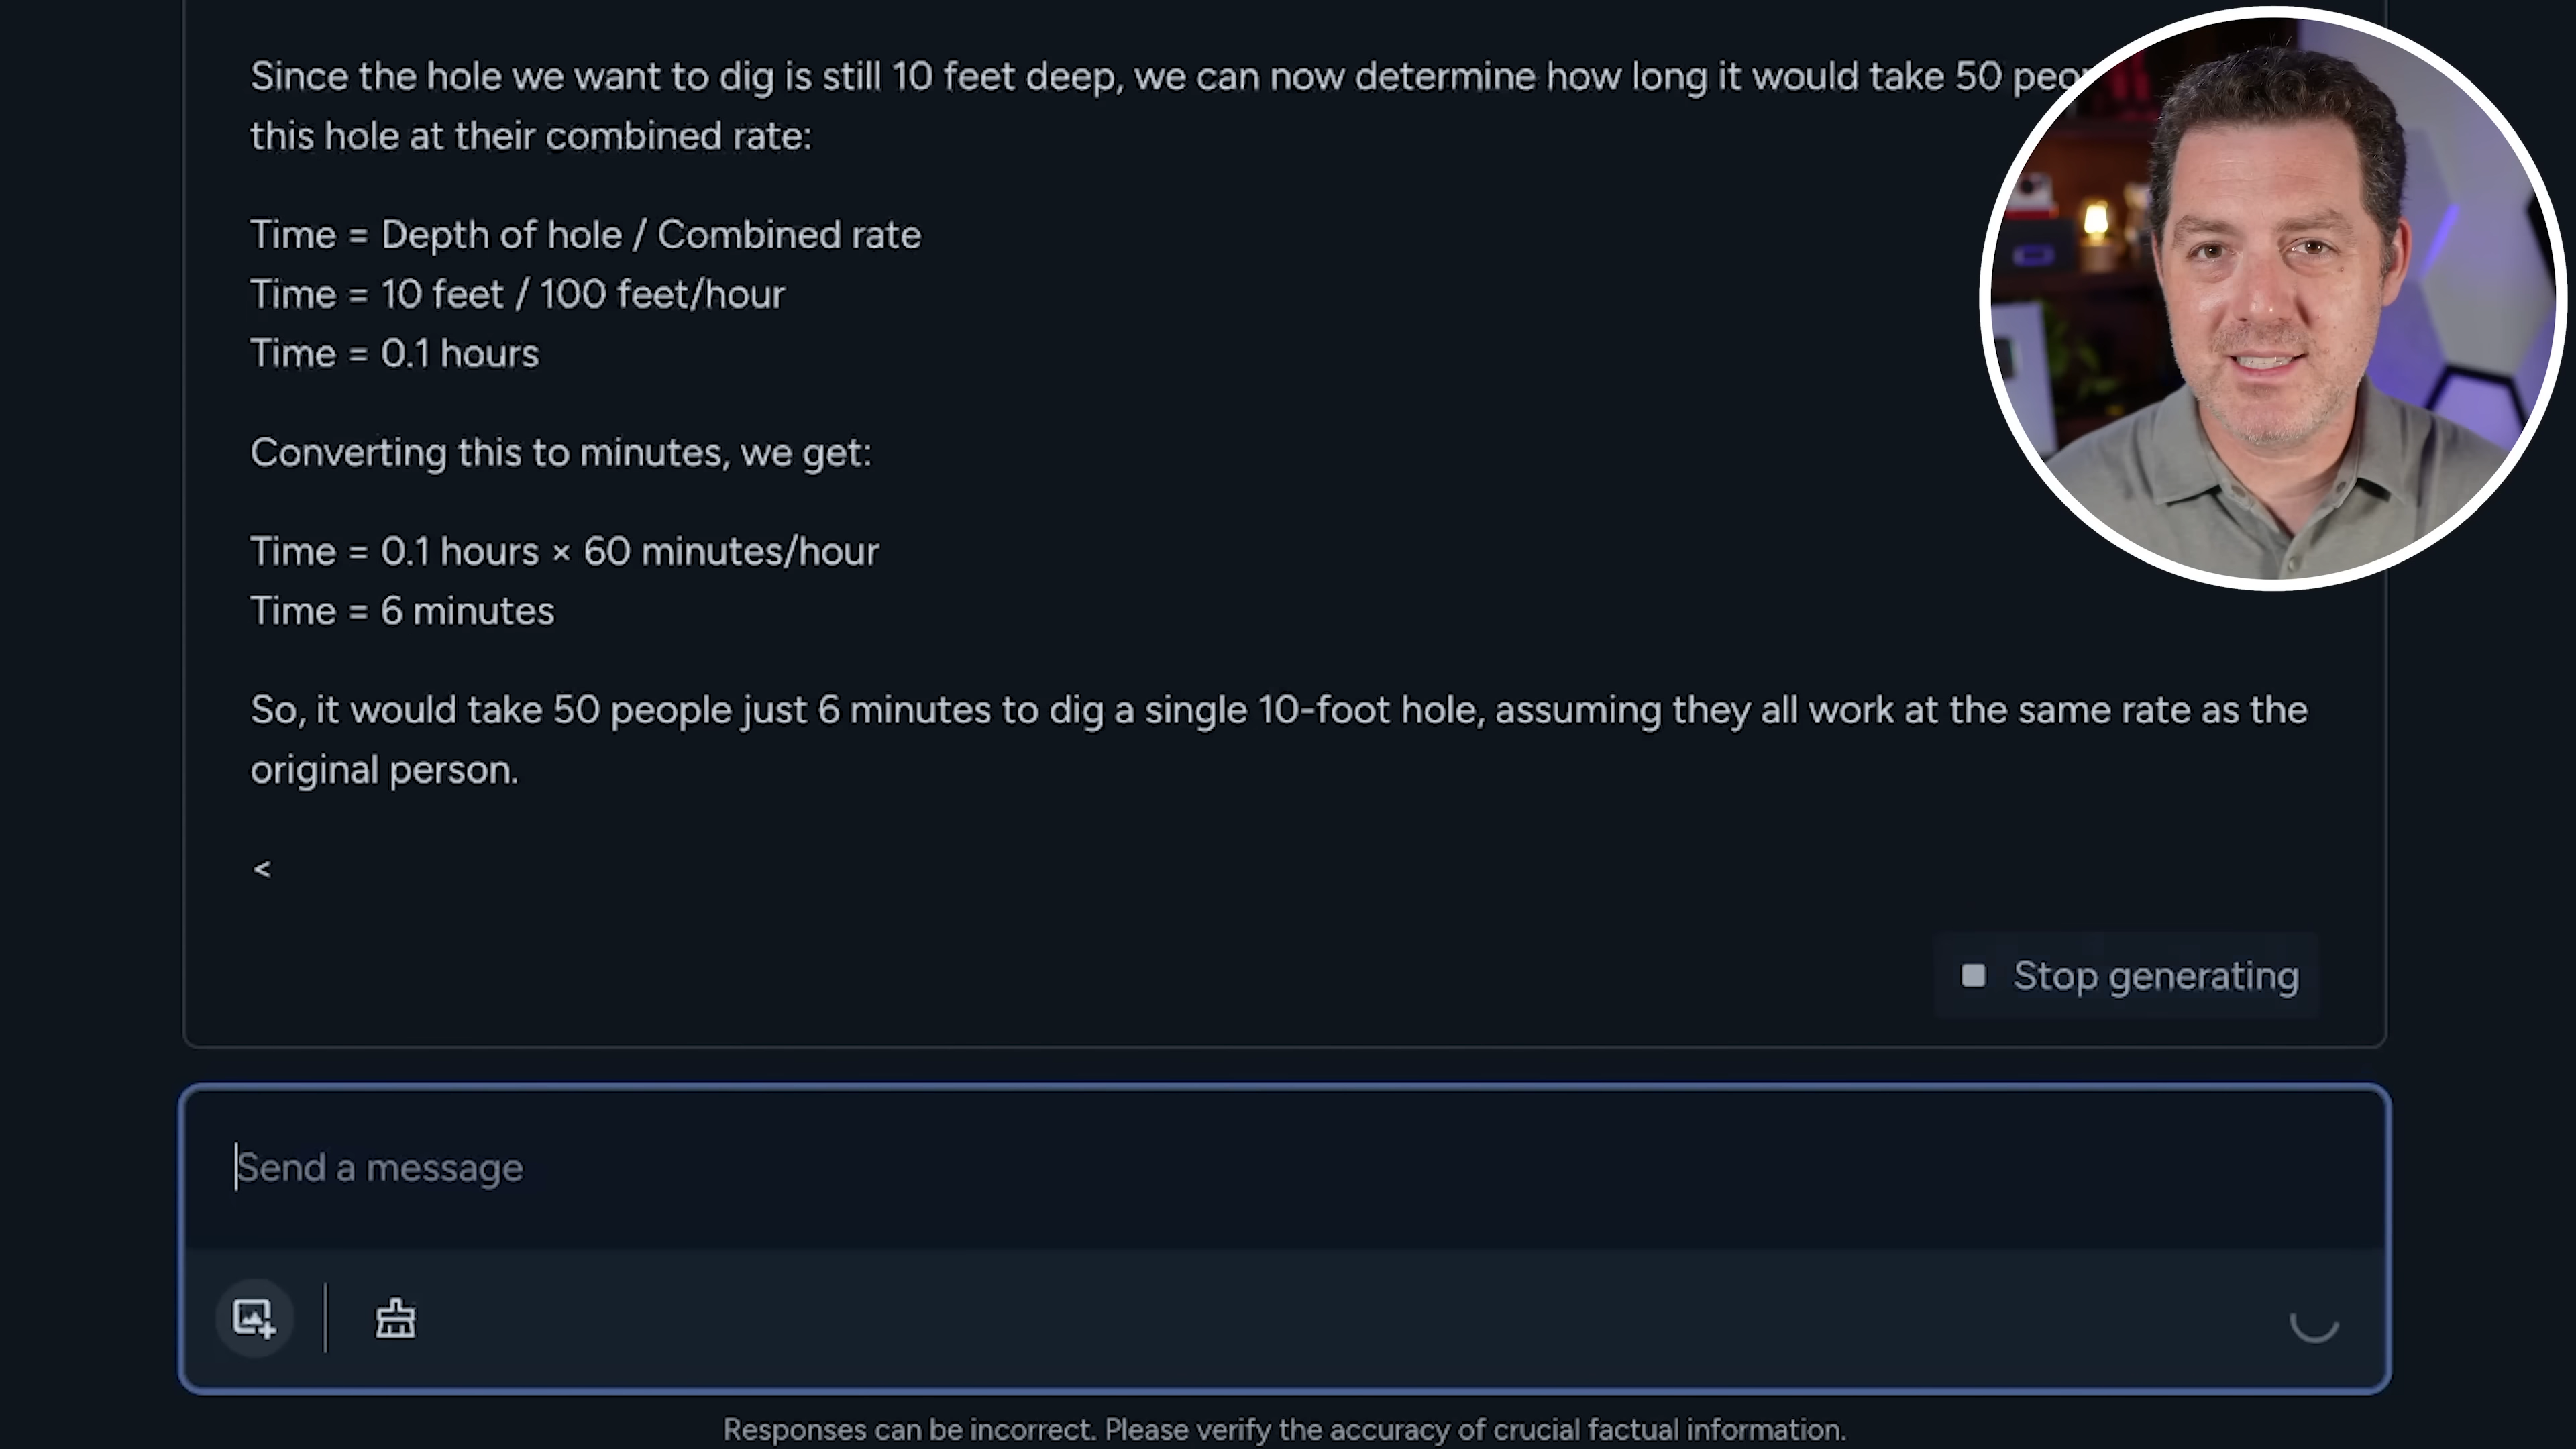 Since the hole we want to dig is still 10 feet deep, we can now determine how long it would take 50
this hole at their combined rate:
Time = Depth of hole / Combined rate
Time = 10 feet / 100 feet/hour
Time = 0.1 hours
Converting this to minutes, we get:
Time = 0.1 hours × 60 minutes/hour
Time = 6 minutes
So, it would take 50 people just 6 minutes to dig a single 10-foot hole, assuming they all work at the same rate as the
original person.
<
Stop generating
Send a message
Responses can be incorrect. Please verify the accuracy of crucial factual information.